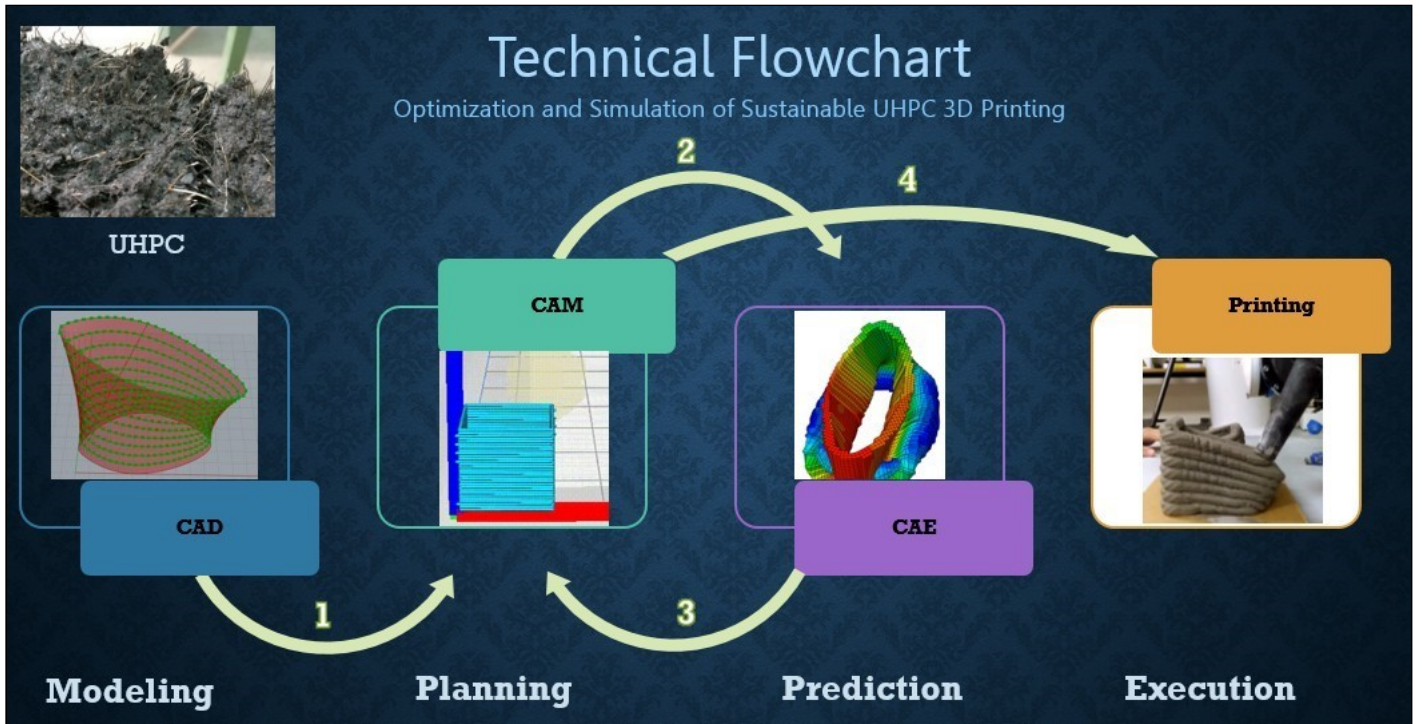 Technical Flowchart
Optimization and Simulation of Sustainable UHPC 3D Printing
UHPC
2
4
CAM
Printing
CAD
CAE
1
3
Modeling
Planning
Prediction
Execution